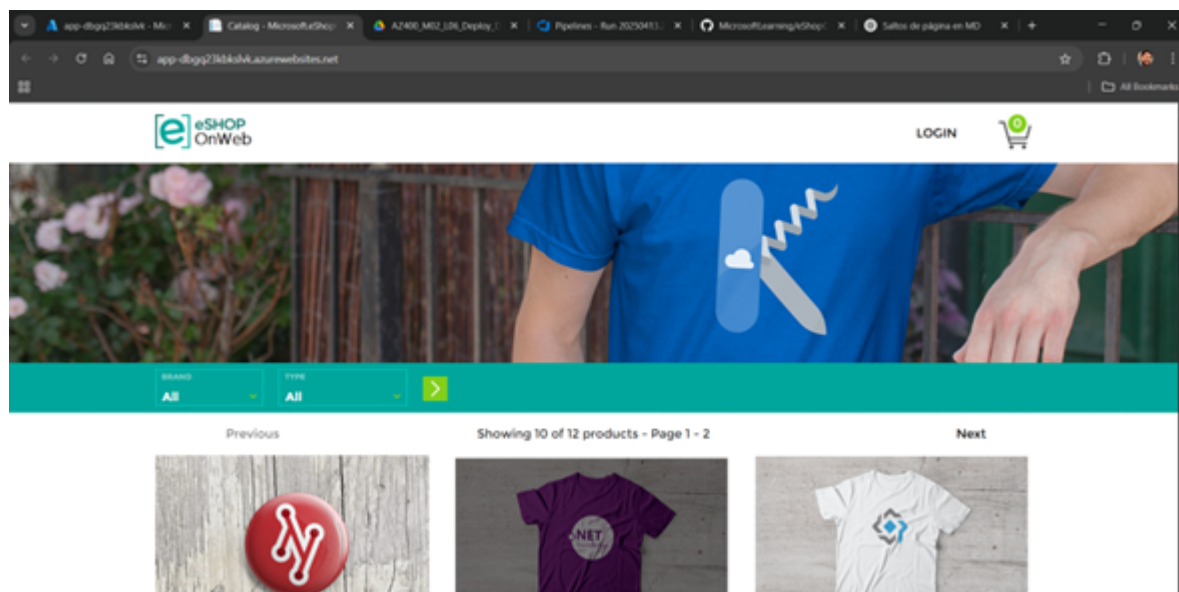 app-dbgq23kbkslvk - Mic
Catalog - Microsoft.eShop
AZ400_M02_L06_Deploy_
Pipelines - Run 20250413.
MicrosoftLearning/eShop
Saltos de página en MD
app-dbgq23kbkslvk.azurewebsites.net
All Bookmarks
[e] eSHOP
OnWeb
LOGIN
0
BRAND
All
TYPE
All
Previous
Showing 10 of 12 products - Page 1 - 2
Next
.NET